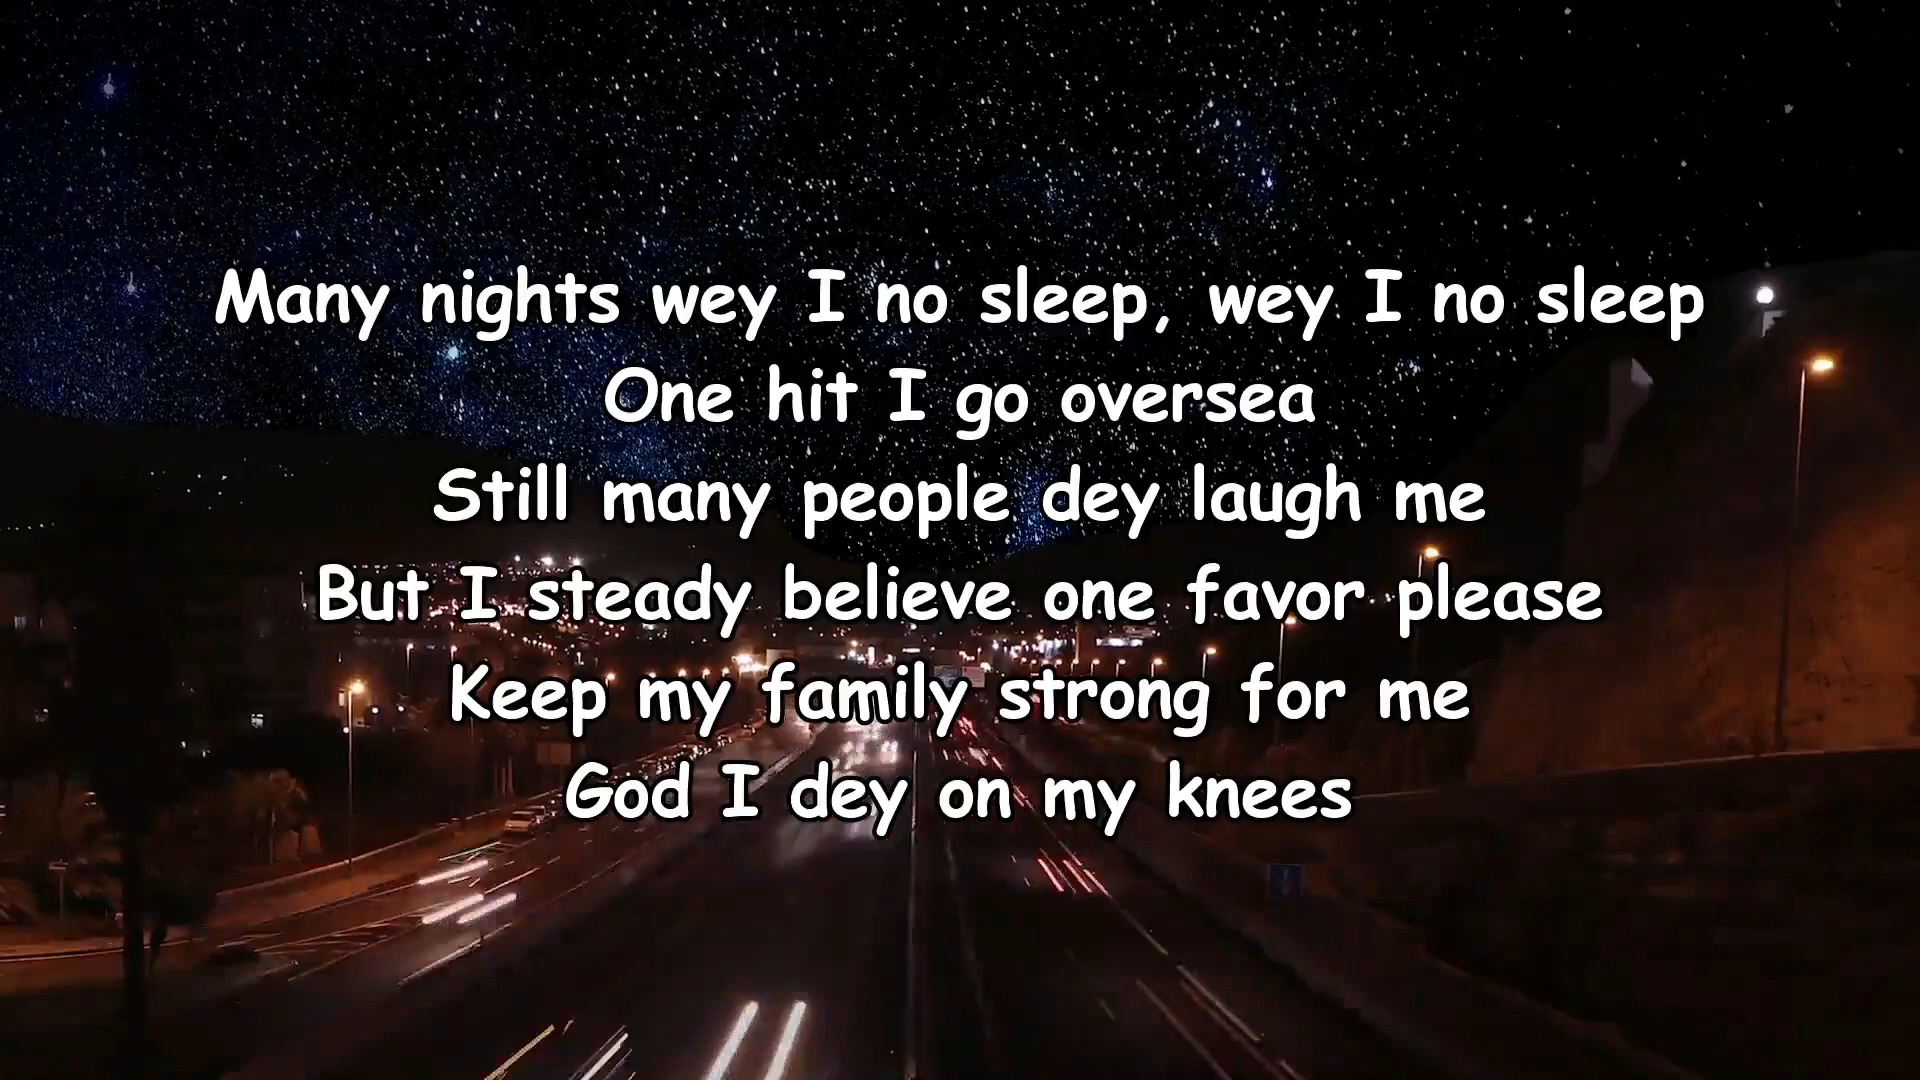 Many nights wey I no sleep, wey I no sleep
One hit I go oversea
Still many people dey laugh me
But I steady believe one favor please
Keep my family strong for me
God I dey on my knees